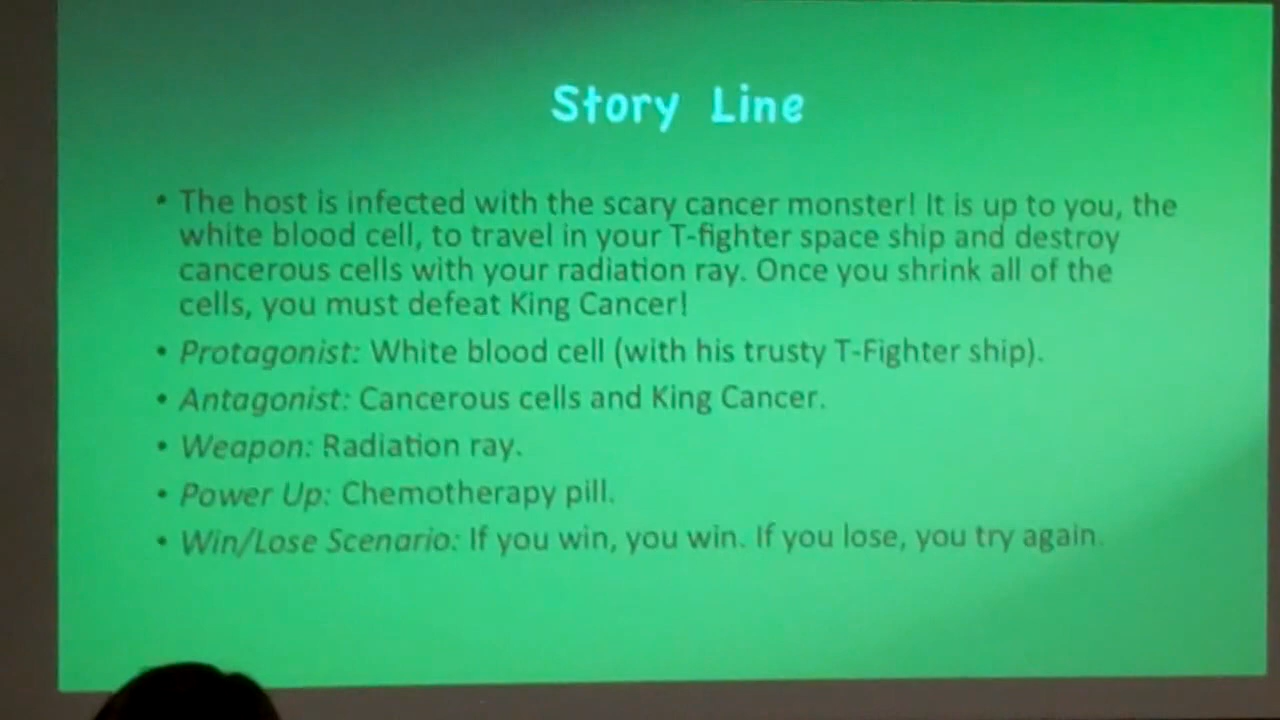 Story Line
• The host is infected with the scary cancer monster! It is up to you, the
white blood cell, to travel in your T-fighter space ship and destroy
cancerous cells with your radiation ray. Once you shrink all of the
cells, you must defeat King Cancer!
• Protagonist: White blood cell (with his trusty T-Fighter ship).
• Antagonist: Cancerous cells and King Cancer.
• Weapon: Radiation ray.
• Power Up: Chemotherapy pill.
• Win/Lose Scenario: If you win, you win. If you lose, you try again.